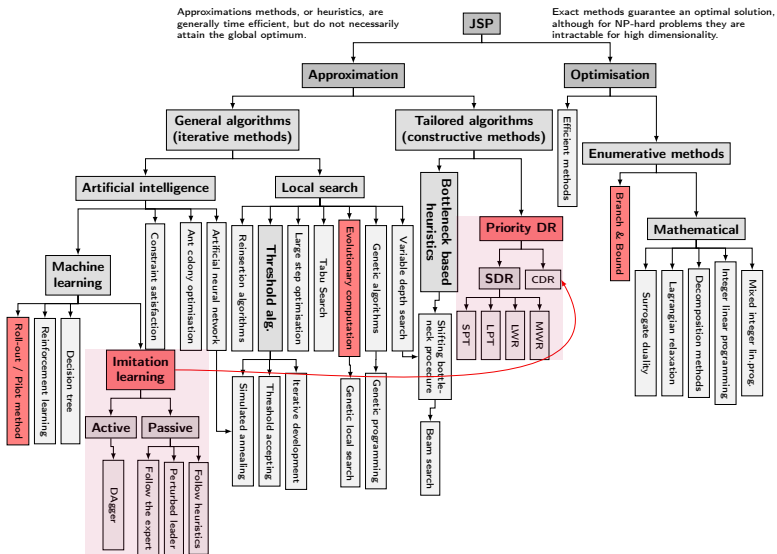 Approximations methods, or heuristics, are
generally time efficient, but do not necessarily
attain the global optimum.
JSP
Exact methods guarantee an optimal solution,
although for NP-hard problems they are
intractable for high dimensionality.
Approximation
Optimisation
General algorithms
(iterative methods)
Tailored algorithms
(constructive methods)
Efficient methods
Enumerative methods
Artificial intelligence
Local search
Bottleneck based
heuristics
Priority DR
Branch & Bound
Mathematical
Machine
learning
Constraint satisfaction
Ant colony optimisation
Artificial neural network
Reinsertion algorithms
Threshold alg.
Large step optimisation
Tabu Search
Evolutionary computation
Genetic algorithms
Variable depth search
SDR
CDR
SPT
LPT
LWR
MWR
Surrogate duality
Lagrangian relaxation
Decomposition methods
Integer linear programming
Mixed integer lin.prog.
Roll-out / Pilot method
Reinforcement learning
Decision tree
Imitation
learning
Shifting bottle-
neck procedure
Simulated annealing
Threshold accepting
Iterative development
Genetic local search
Genetic programming
Active
Passive
Beam search
DAgger
Follow the expert
Perturbed leader
Follow heuristics